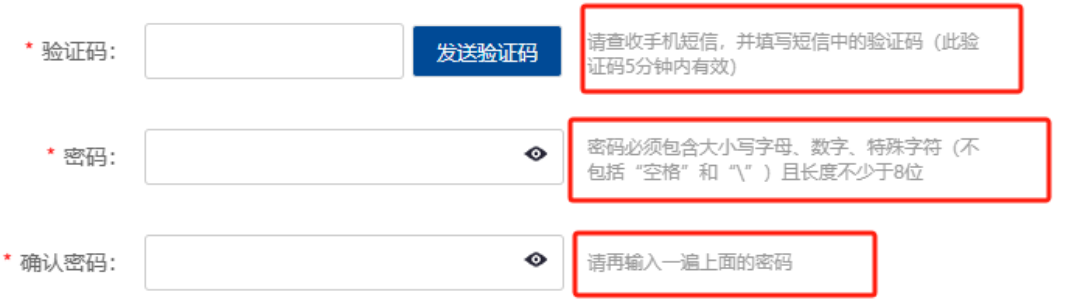 * 验证码： 发送验证码 请查收手机短信，并填写短信中的验证码（此验
证码5分钟内有效）
* 密码： 密码必须包含大小写字母、数字、特殊字符（不
包括“空格”和“\”）且长度不少于8位
* 确认密码： 请再输入一遍上面的密码